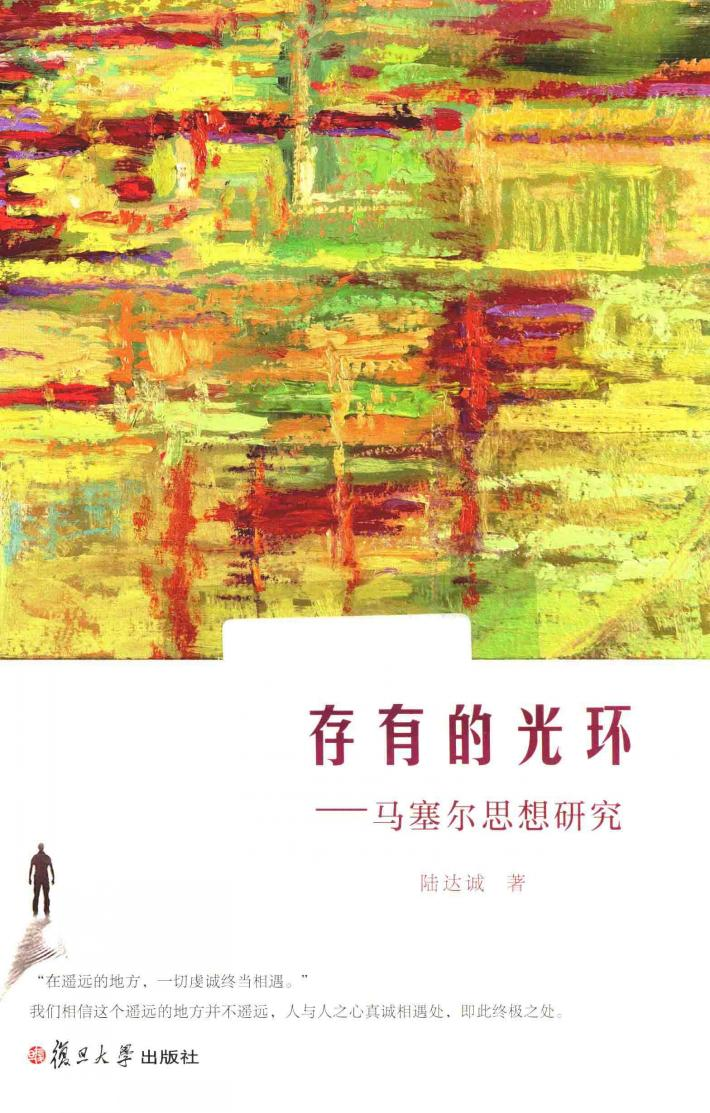 存有的光环
——马塞尔思想研究
陆达诚 著
“在遥远的地方，一切虔诚终当相遇。”
我们相信这个遥远的地方并不遥远，人与人之心真诚相遇处，即此终极之处。
復旦大學出版社